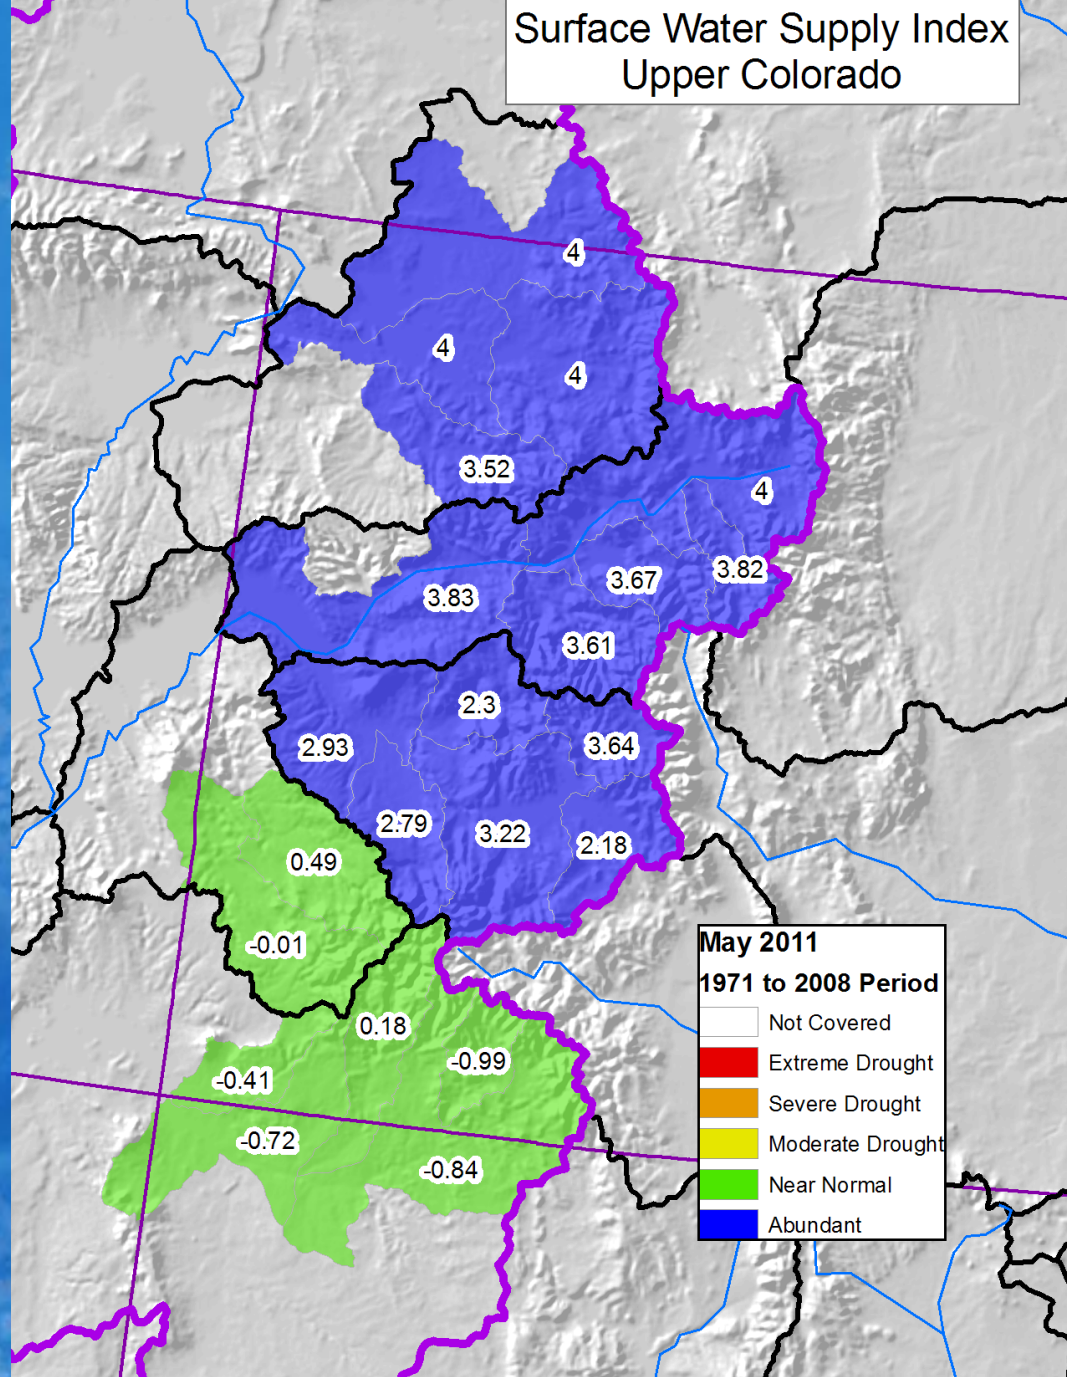 Surface Water Supply Index
Upper Colorado
4
4
4
3.52
4
3.82
3.67
3.83
3.61
2.3
3.64
2.93
2.79
3.22
2.18
0.49
-0.01
0.18
-0.99
-0.41
-0.72
-0.84
May 2011
1971 to 2008 Period
Not Covered
Extreme Drought
Severe Drought
Moderate Drought
Near Normal
Abundant